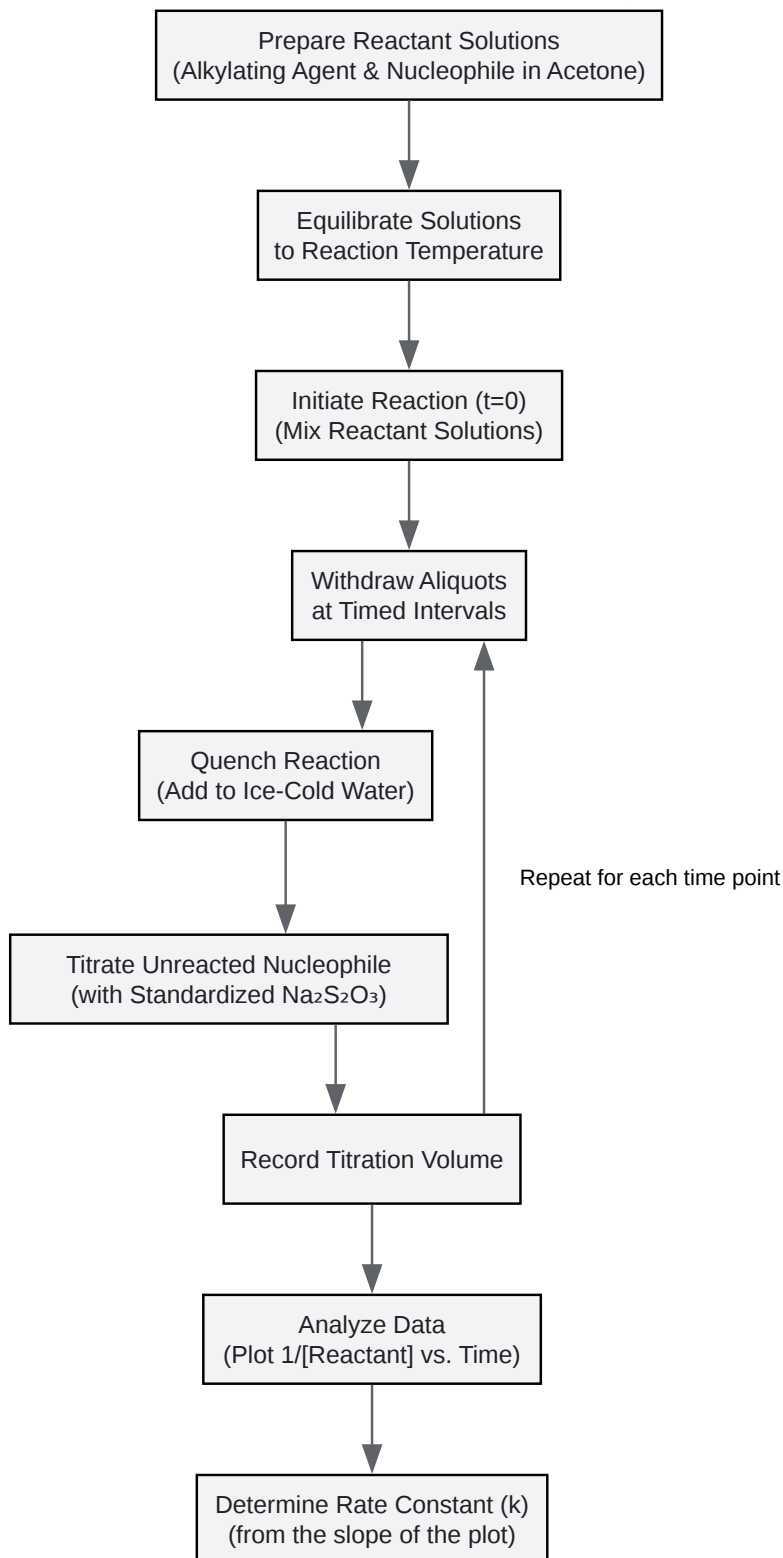 Prepare Reactant Solutions
(Alkylating Agent & Nucleophile in Acetone)
Equilibrate Solutions
to Reaction Temperature
Initiate Reaction (t=0)
(Mix Reactant Solutions)
Withdraw Aliquots
at Timed Intervals
Quench Reaction
(Add to Ice-Cold Water)
Repeat for each time point
Titrate Unreacted Nucleophile
(with Standardized Na₂S₂O₃)
Record Titration Volume
Analyze Data
(Plot 1/[Reactant] vs. Time)
Determine Rate Constant (k)
(from the slope of the plot)